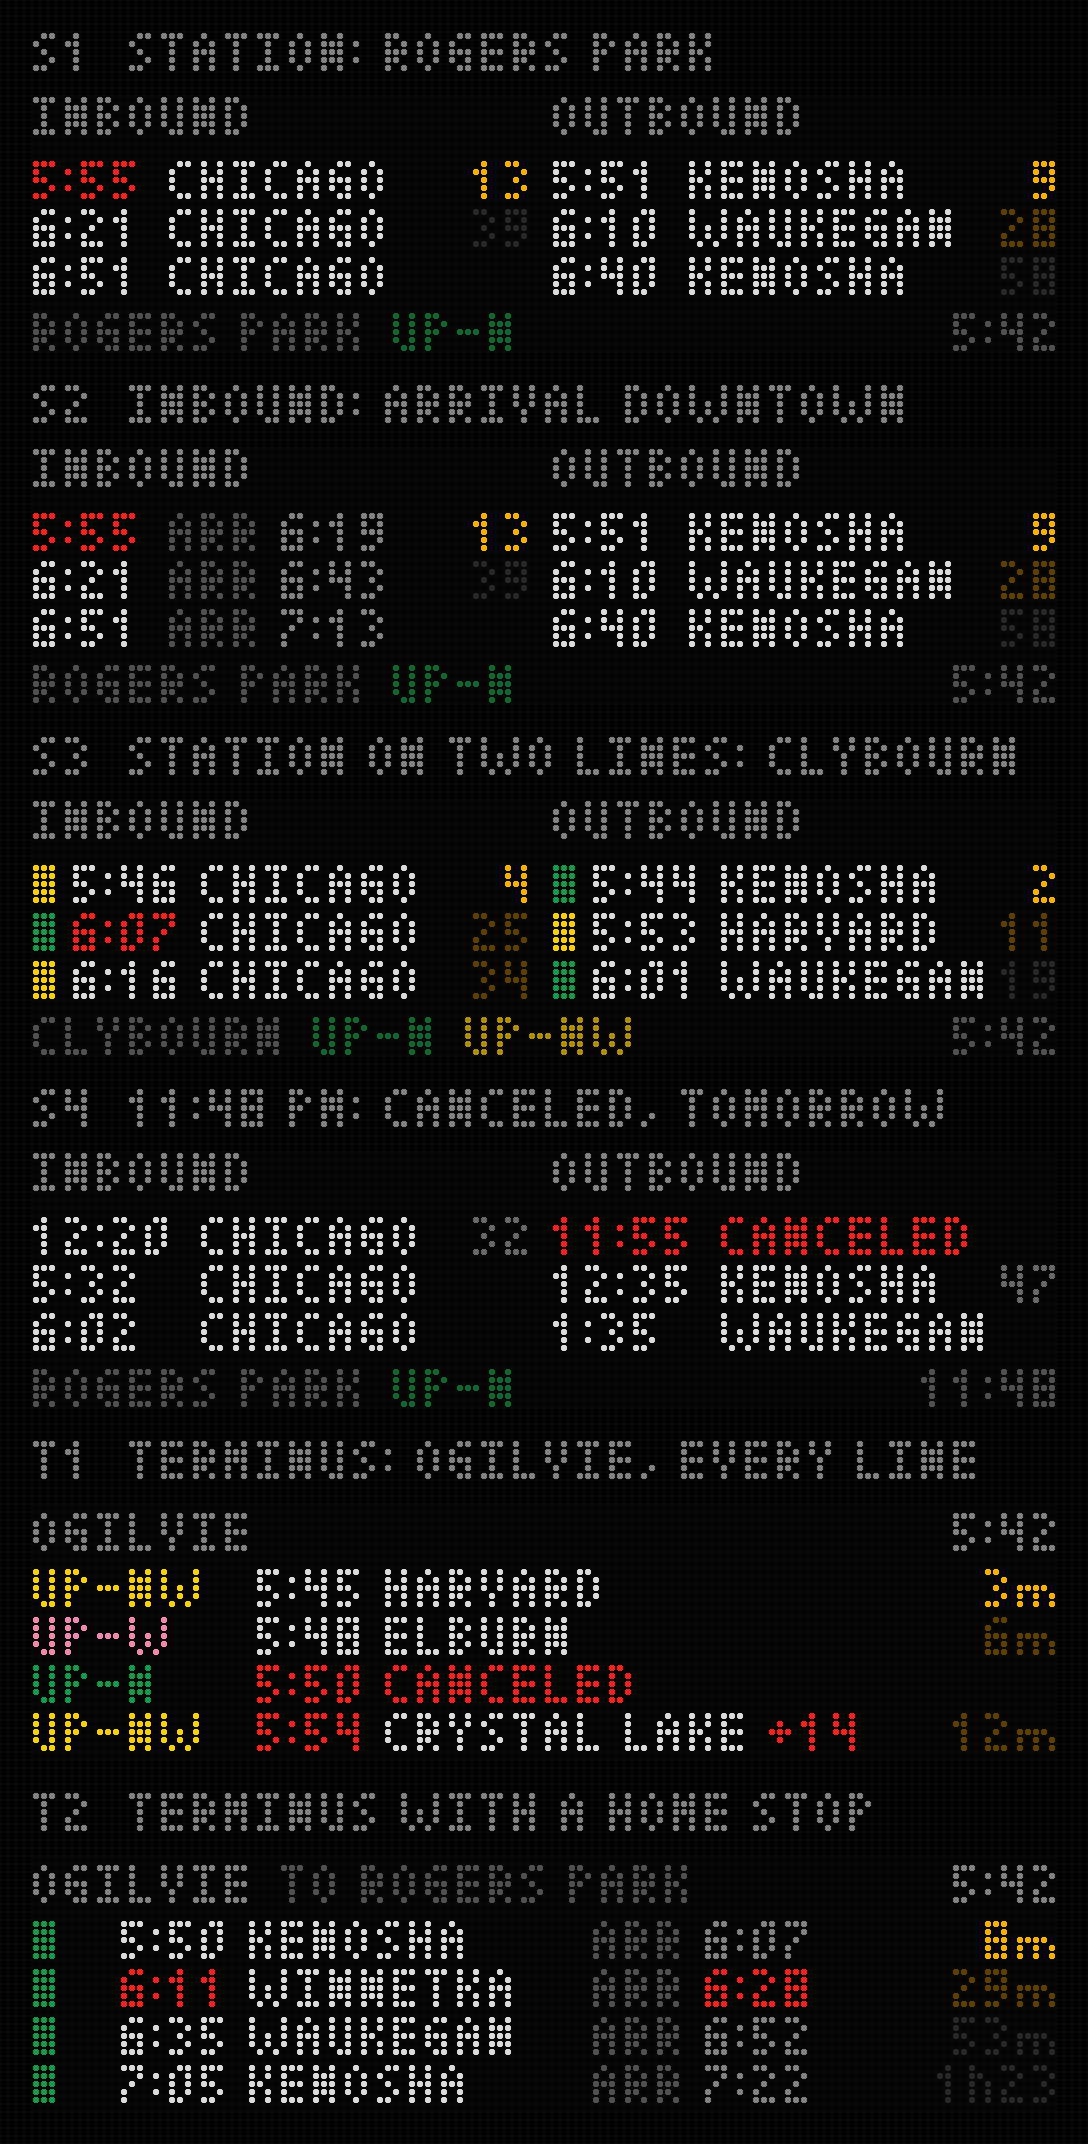 S1 STATION: ROGERS PARK
INBOUND OUTBOUND
5:55 CHICAGO 13 5:51 KENOSHA 9
6:21 CHICAGO 39 6:10 WAUKEGAN 28
6:51 CHICAGO 6:40 KENOSHA 58
ROGERS PARK UP-N 5:42
S2 INBOUND: ARRIVAL DOWNTOWN
INBOUND OUTBOUND
5:55 ARR 6:19 13 5:51 KENOSHA 9
6:21 ARR 6:43 39 6:10 WAUKEGAN 28
6:51 ARR 7:13 6:40 KENOSHA 58
ROGERS PARK UP-N 5:42
S3 STATION ON TWO LINES: CLYBOURN
INBOUND OUTBOUND
5:46 CHICAGO 4 5:44 KENOSHA 2
6:07 CHICAGO 25 5:53 HARVARD 11
6:16 CHICAGO 34 6:01 WAUKEGAN 19
CLYBOURN UP-N UP-NW 5:42
S4 11:48 PM: CANCELED, TOMORROW
INBOUND OUTBOUND
12:20 CHICAGO 32 11:55 CANCELED
5:32 CHICAGO 12:35 KENOSHA 47
6:02 CHICAGO 1:35 WAUKEGAN
ROGERS PARK UP-N 11:48
T1 TERMINUS: OGILVIE, EVERY LINE
OGILVIE 5:42
UP-NW 5:45 HARVARD 3m
UP-W 5:48 ELBURN 6m
UP-N 5:50 CANCELED
UP-NW 5:54 CRYSTAL LAKE +14 12m
T2 TERMINUS WITH A HOME STOP
OGILVIE TO ROGERS PARK 5:42
5:50 KENOSHA ARR 6:07 8m
6:11 WINNETKA ARR 6:28 29m
6:35 WAUKEGAN ARR 6:52 53m
7:05 KENOSHA ARR 7:22 1h23